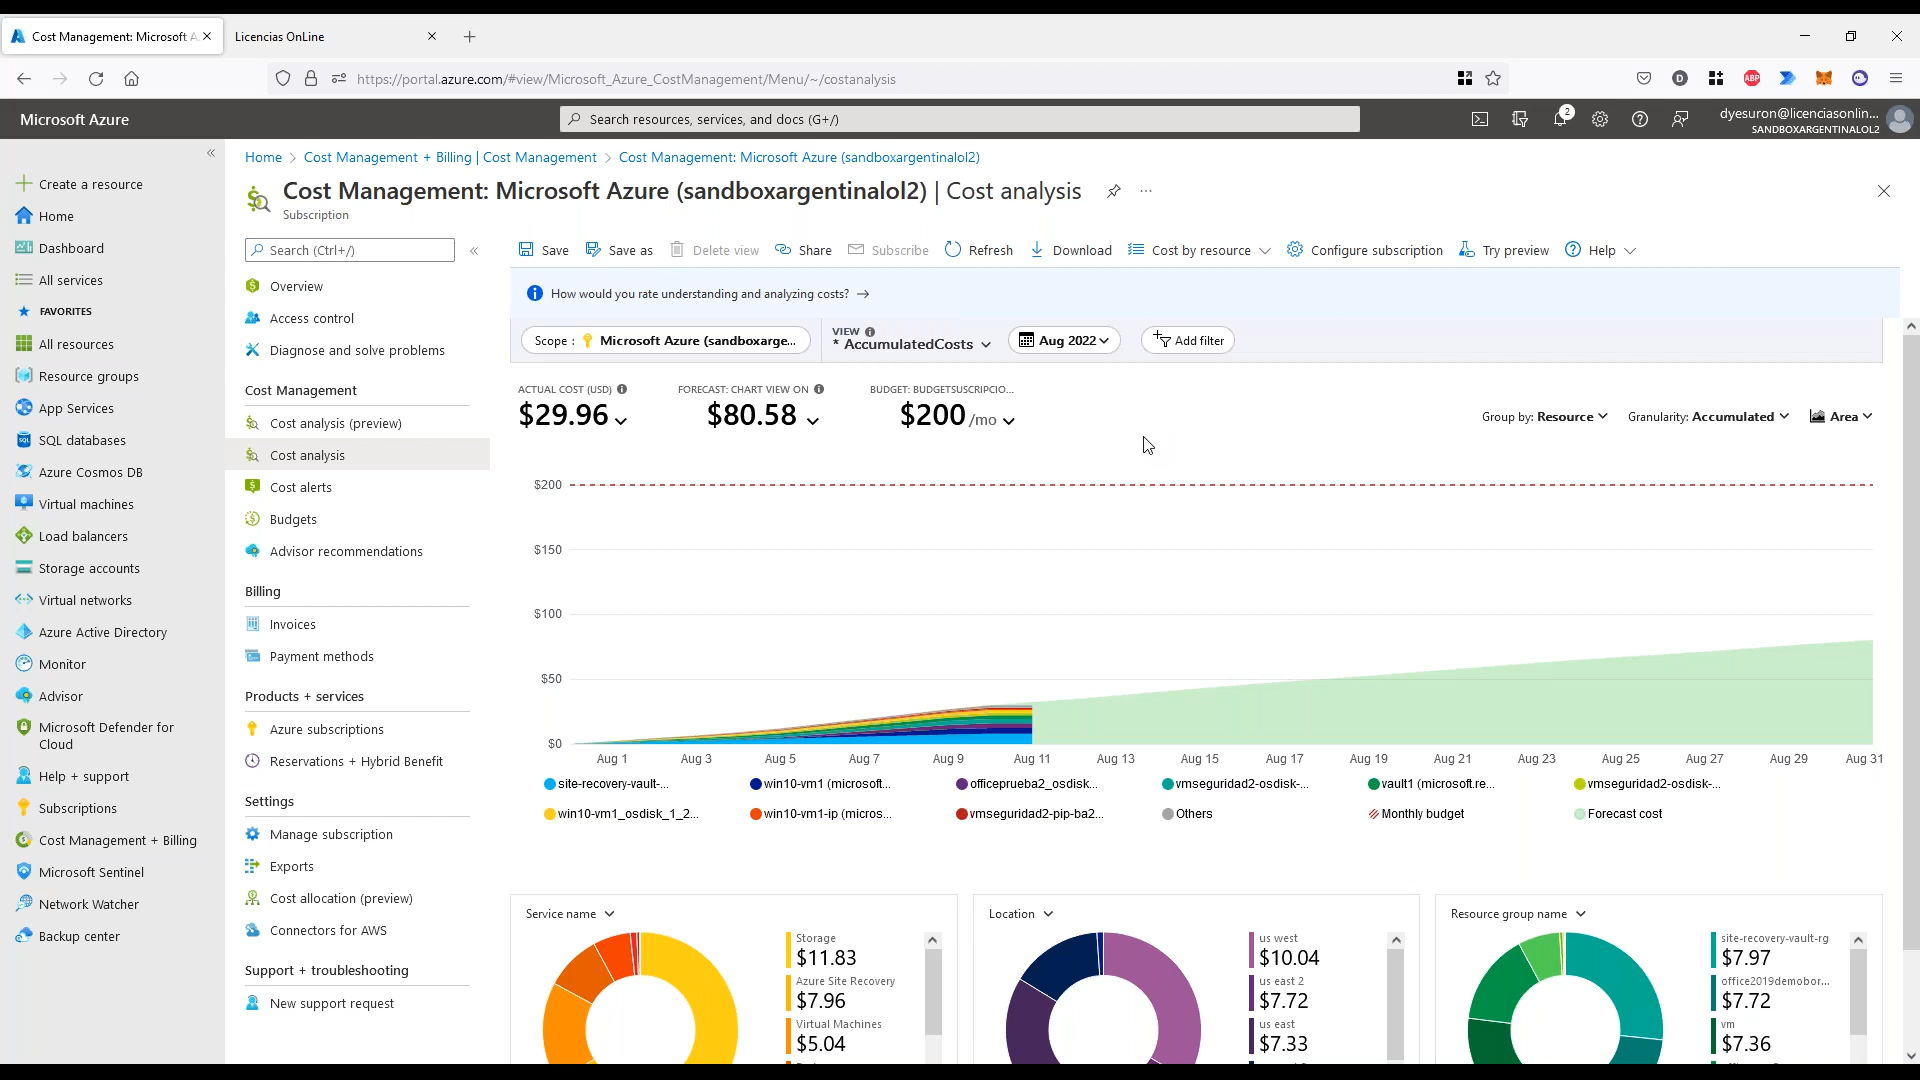 Cost Management: Microsoft A
Licencias OnLine
https://portal.azure.com/#view/Microsoft_Azure_CostManagement/Menu/~/costanalysis
D
ABP
Microsoft Azure
Search resources, services, and docs (G+/)
2
dyesuron@licenciasonlin...
SANDBOXARGENTINALOL2
Home > Cost Management + Billing | Cost Management > Cost Management: Microsoft Azure (sandboxargentinalol2)
Cost Management: Microsoft Azure (sandboxargentinalol2) | Cost analysis
Subscription
Create a resource
Home
Dashboard
All services
FAVORITES
All resources
Resource groups
App Services
SQL databases
Azure Cosmos DB
Virtual machines
Load balancers
Storage accounts
Virtual networks
Azure Active Directory
Monitor
Advisor
Microsoft Defender for
Cloud
Help + support
Subscriptions
Cost Management + Billing
Microsoft Sentinel
Network Watcher
Backup center
Search (Ctrl+/)
Overview
Access control
Diagnose and solve problems
Cost Management
Cost analysis (preview)
Cost analysis
Cost alerts
Budgets
Advisor recommendations
Billing
Invoices
Payment methods
Products + services
Azure subscriptions
Reservations + Hybrid Benefit
Settings
Manage subscription
Exports
Cost allocation (preview)
Connectors for AWS
Support + troubleshooting
New support request
Save Save as Delete view Share Subscribe Refresh Download Cost by resource Configure subscription Try preview Help
How would you rate understanding and analyzing costs? →
Scope : Microsoft Azure (sandboxarge...
VIEW
* AccumulatedCosts
Aug 2022
Add filter
ACTUAL COST (USD)
$29.96
FORECAST: CHART VIEW ON
$80.58
BUDGET: BUDGETSUSCRIPCIO...
$200 /mo
Group by: Resource
Granularity: Accumulated
Area
$200
$150
$100
$50
$0
Aug 1 Aug 3 Aug 5 Aug 7 Aug 9 Aug 11 Aug 13 Aug 15 Aug 17 Aug 19 Aug 21 Aug 23 Aug 25 Aug 27 Aug 29 Aug 31
site-recovery-vault-... win10-vm1 (microsoft... officeprueba2_osdisk... vmseguridad2-osdisk-... vault1 (microsoft.re... vmseguridad2-osdisk-...
win10-vm1_osdisk_1_2... win10-vm1-ip (micros... vmseguridad2-pip-ba2... Others Monthly budget Forecast cost
Service name
Storage
$11.83
Azure Site Recovery
$7.96
Virtual Machines
$5.04
Location
us west
$10.04
us east 2
$7.72
us east
$7.33
Resource group name
site-recovery-vault-rg
$7.97
office2019demobor...
$7.72
vm
$7.36